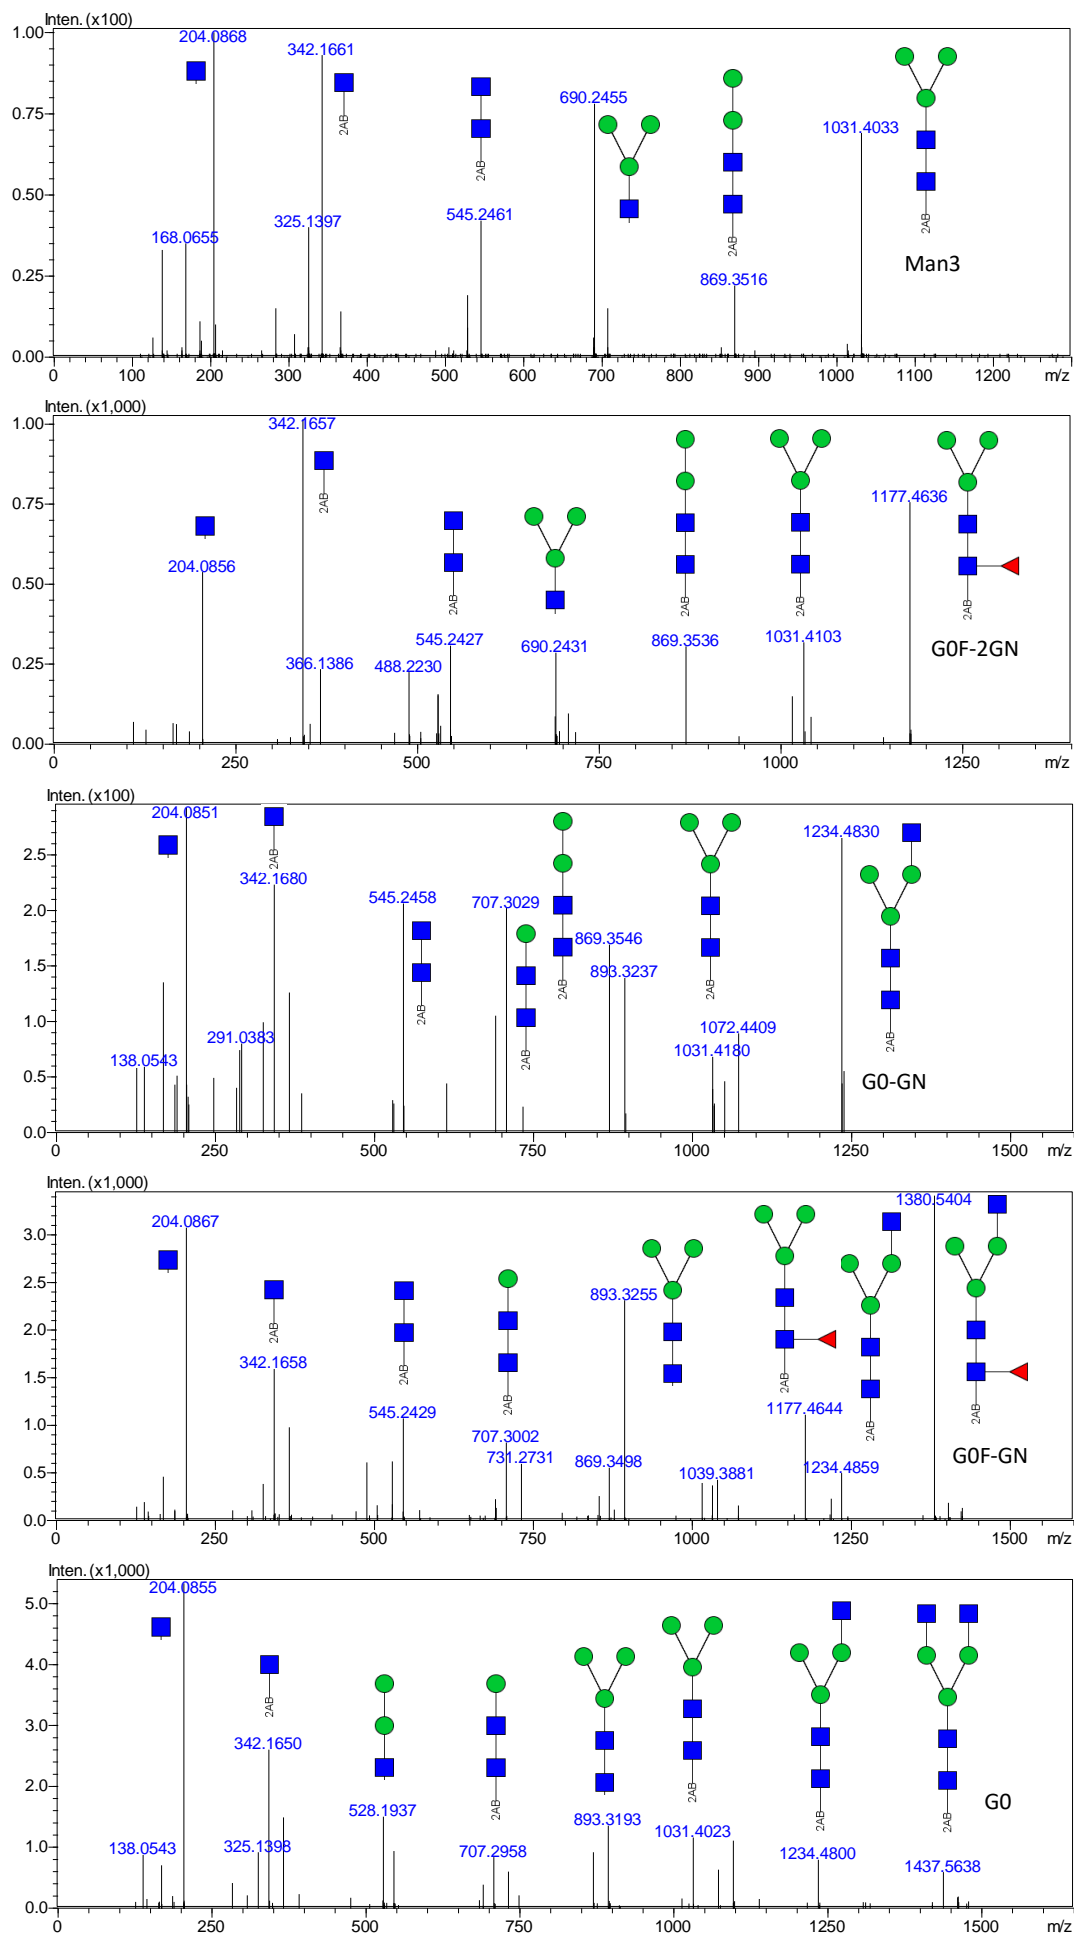 Inten. (x100)
1.00
204.0868
342.1661
2AB
0.75
690.2455
1031.4033
2AB
0.50
545.2461
325.1397
168.0655
2AB
2AB
Man3
0.25
869.3516
0.00
0 100 200 300 400 500 600 700 800 900 1000 1100 1200 m/z
Inten. (x1,000)
1.00
342.1657
2AB
0.75
1177.4636
204.0856
0.50
2AB
2AB
2AB
2AB
545.2427
690.2431
869.3536
1031.4103
G0F-2GN
0.25
366.1386
488.2230
0.00
0 250 500 750 1000 1250 m/z
Inten. (x100)
204.0851
2AB
1234.4830
2.5
342.1680
545.2458
707.3029
2.0
869.3546
893.3237
2AB
2AB
1.5
2AB
2AB
2AB
1.0
291.0383
1072.4409
1031.4180
138.0543
G0-GN
0.5
0.0
0 250 500 750 1000 1250 1500 m/z
Inten. (x1,000)
1380.5404
204.0867
3.0
2.5
893.3255
2.0
2AB
2AB
342.1658
1.5
2AB
2AB
2AB
2AB
1177.4644
545.2429
1.0
707.3002
731.2731
869.3498
1039.3881
1234.4859
G0F-GN
0.5
0.0
0 250 500 750 1000 1250 1500 m/z
Inten. (x1,000)
204.0855
5.0
4.0
2AB
3.0
342.1650
2AB
2AB
2AB
2AB
G0
2.0
528.1937
893.3193
1031.4023
138.0543
325.1398
707.2958
1234.4800
1437.5638
1.0
0.0
0 250 500 750 1000 1250 1500 m/z